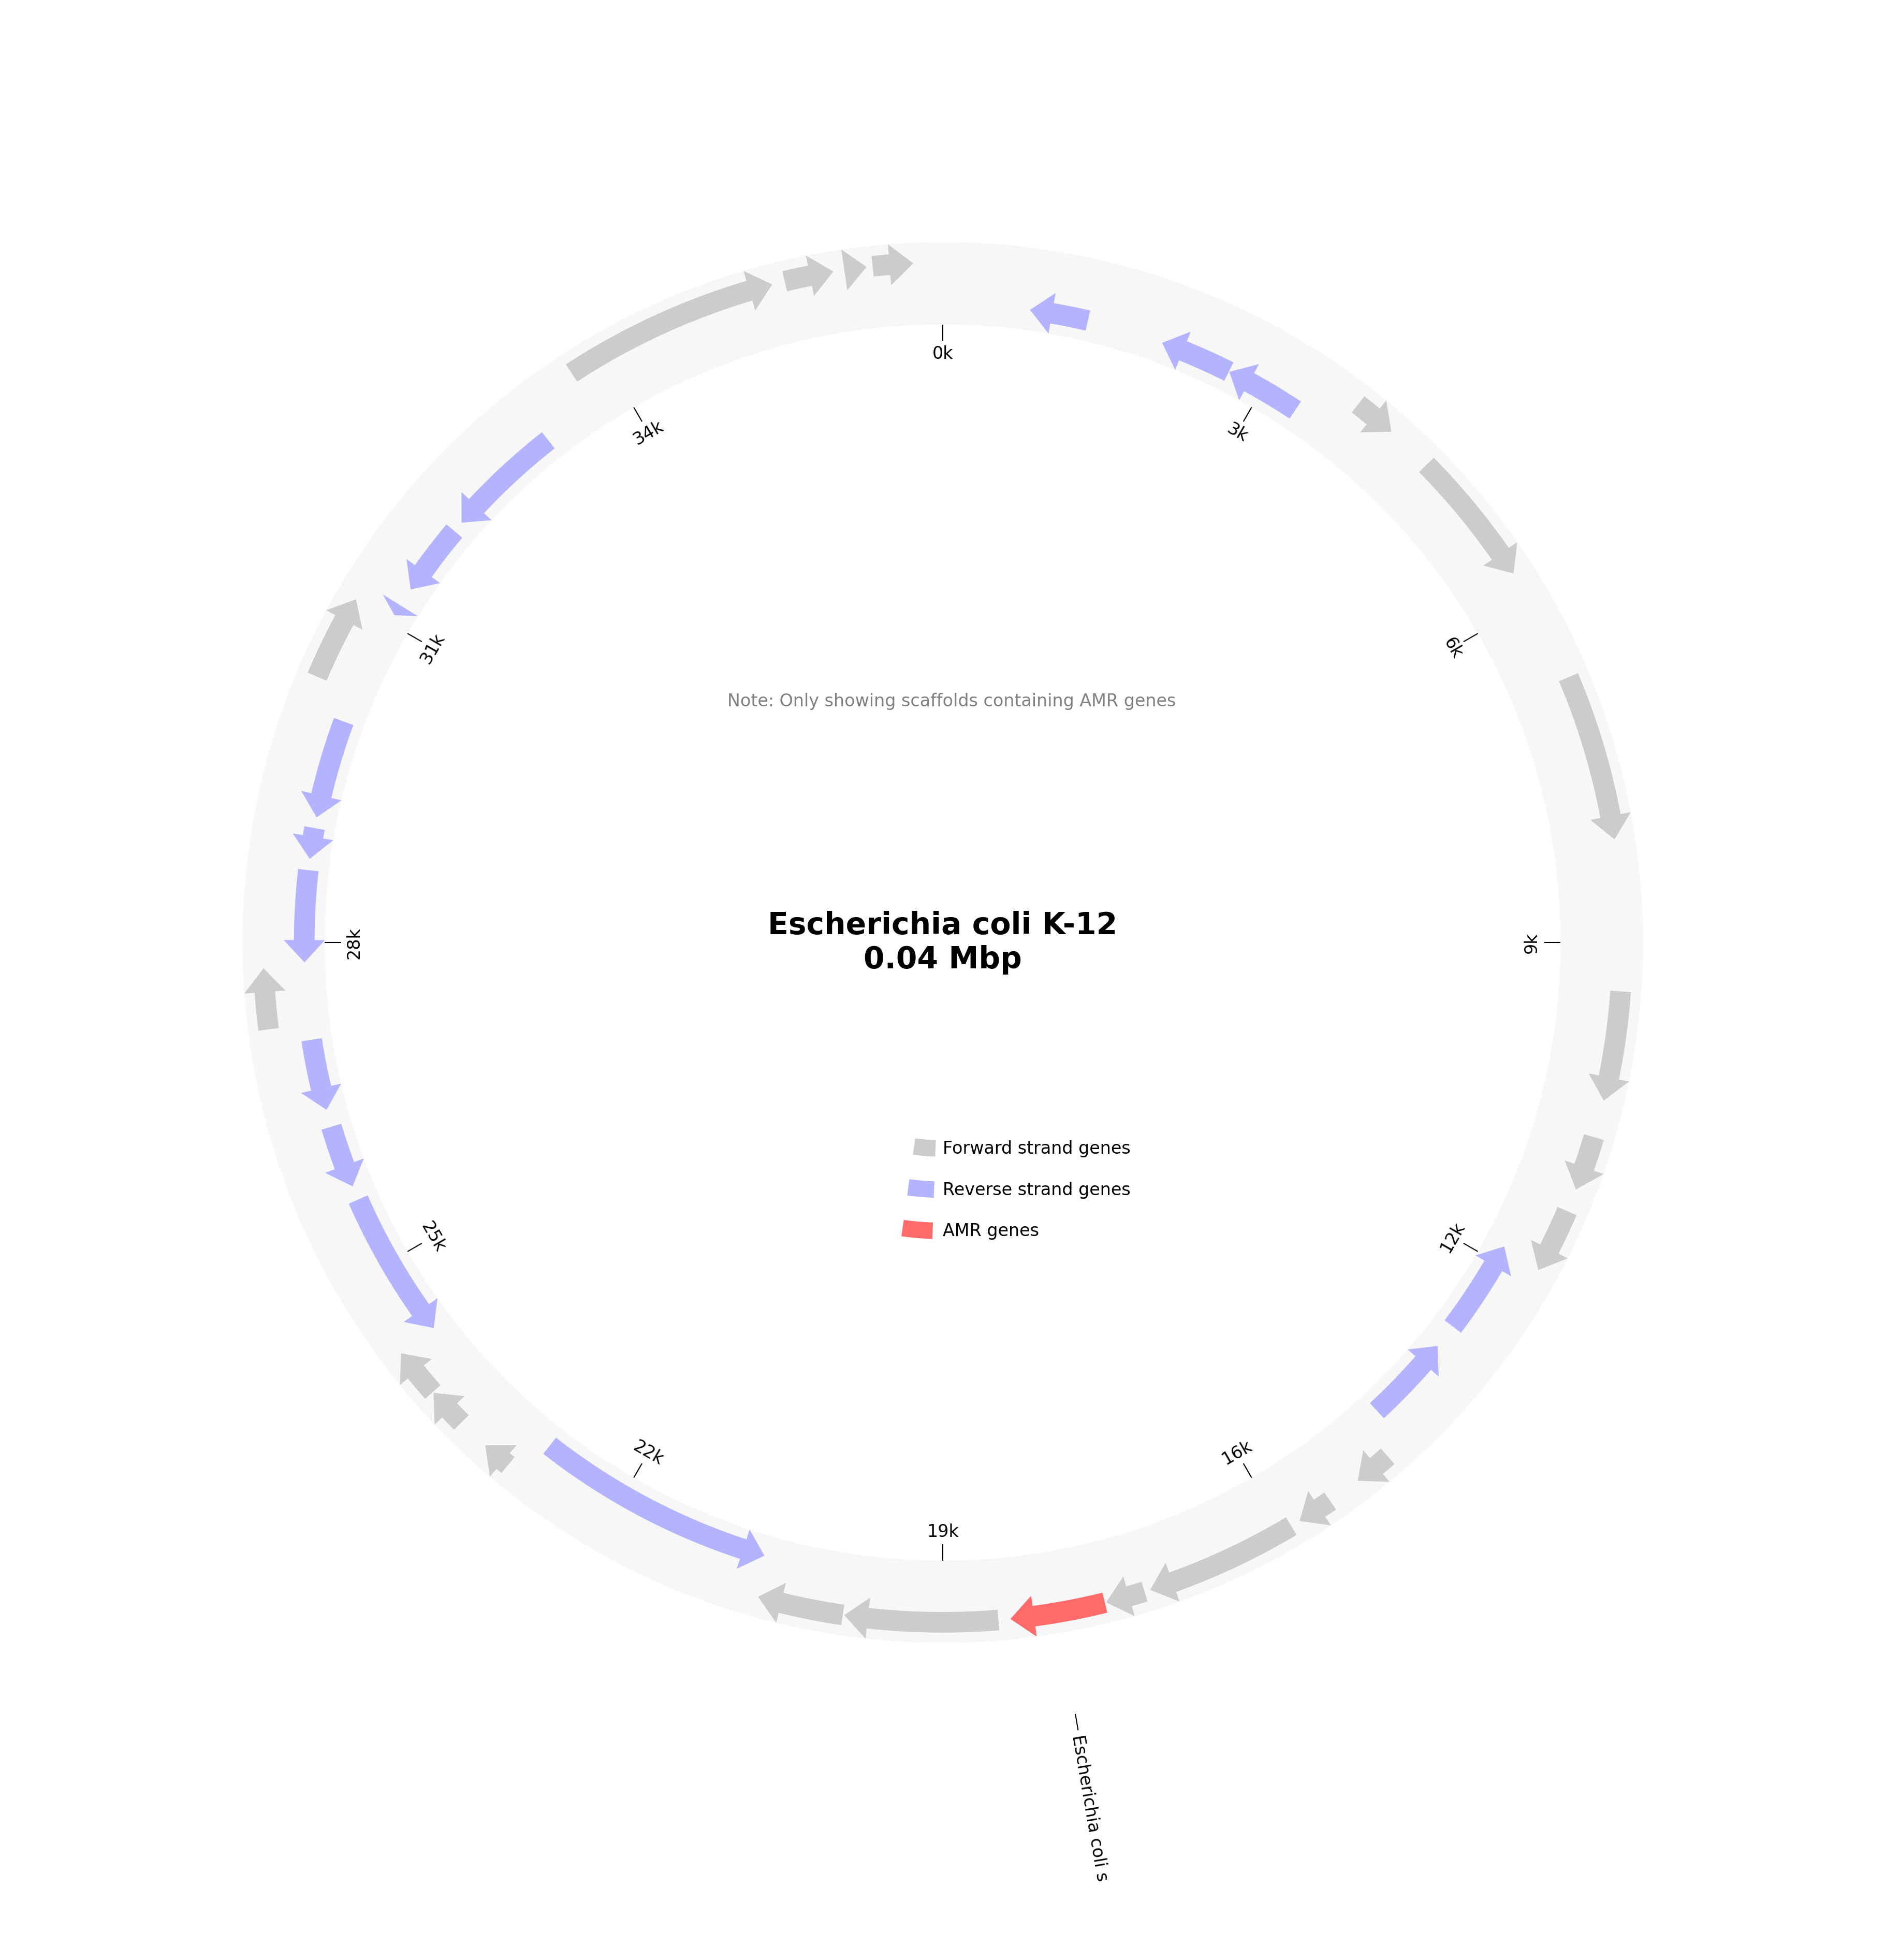 0k
34k
3k
31k
6k
Note: Only showing scaffolds containing AMR genes
Escherichia coli K-12
0.04 Mbp
28k
9k
Forward strand genes
Reverse strand genes
AMR genes
25k
12k
22k
16k
19k
Escherichia coli s